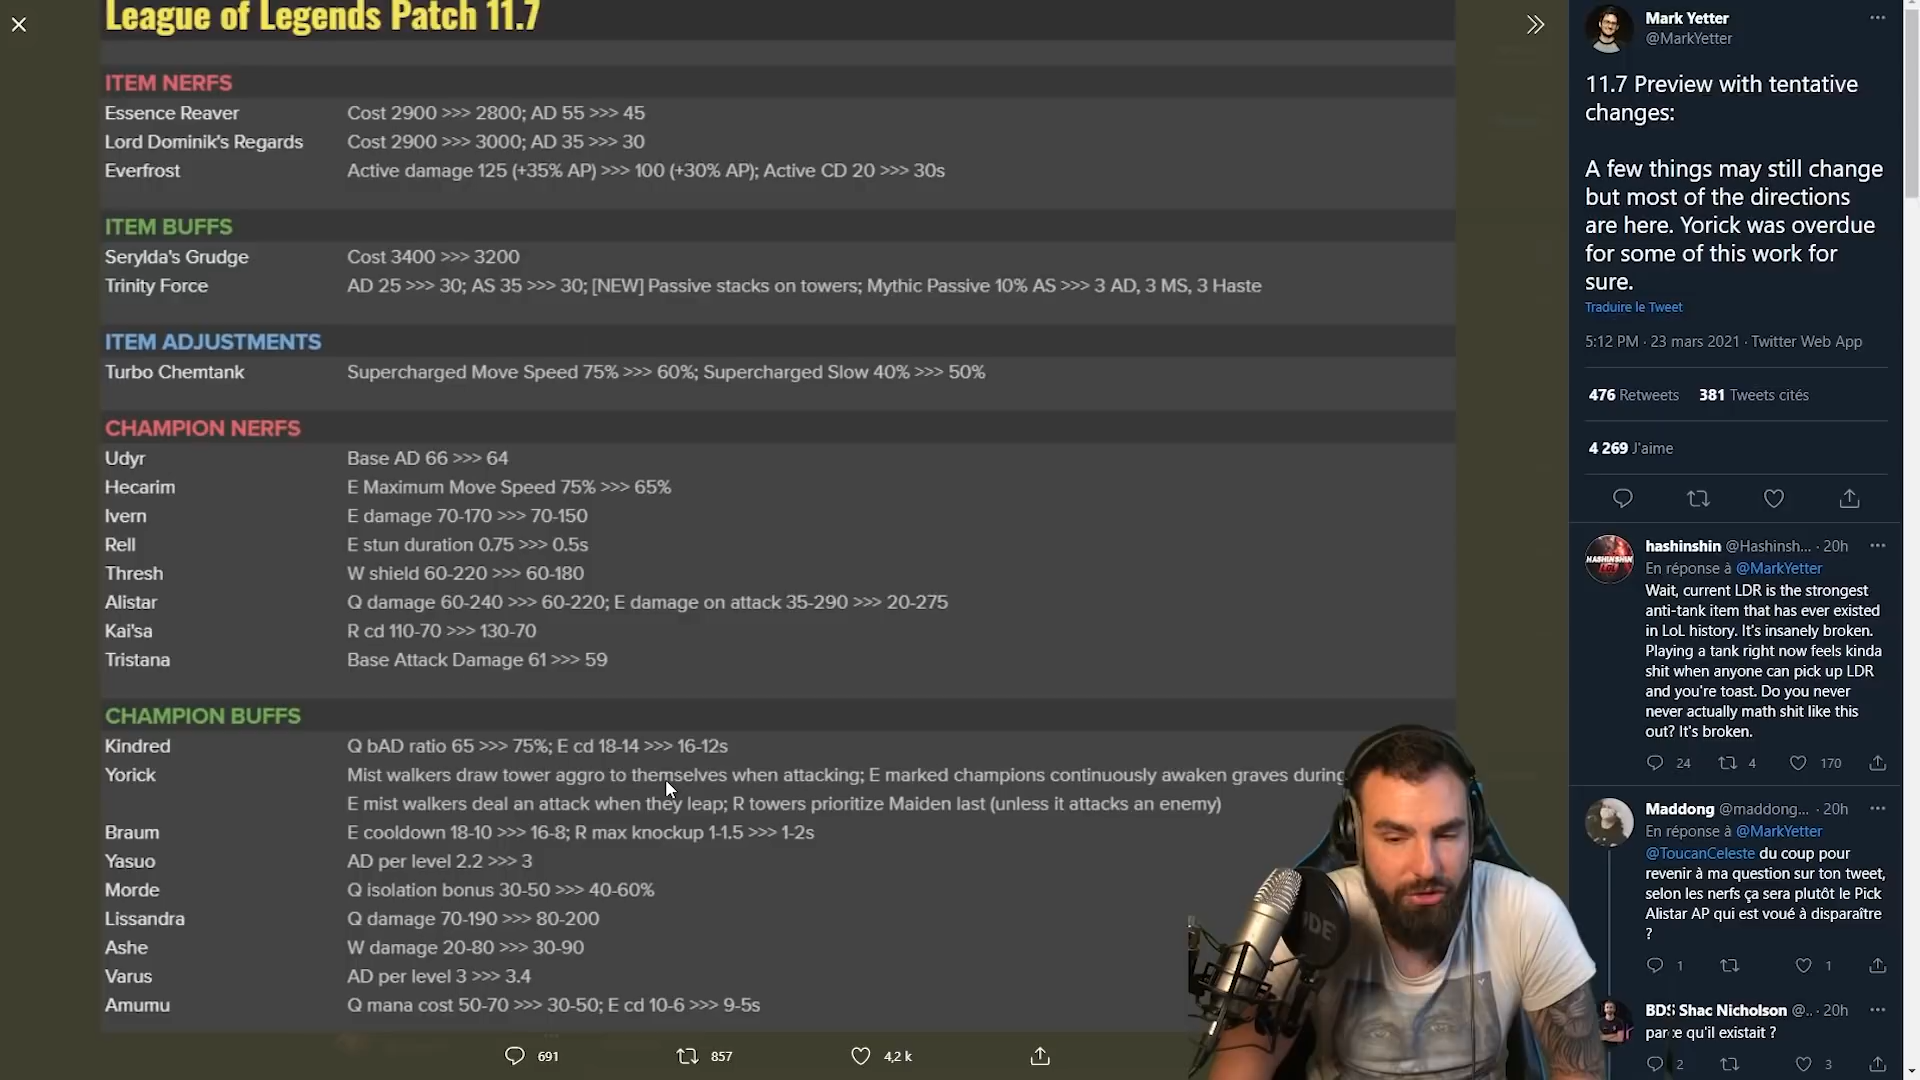 League of Legends Patch 11.7
ITEM NERFS
Essence Reaver Cost 2900 >>> 2800; AD 55 >>> 45
Lord Dominik's Regards Cost 2900 >>> 3000; AD 35 >>> 30
Everfrost Active damage 125 (+35% AP) >>> 100 (+30% AP); Active CD 20 >>> 30s
ITEM BUFFS
Serylda's Grudge Cost 3400 >>> 3200
Trinity Force AD 25 >>> 30; AS 35 >>> 30; [NEW] Passive stacks on towers; Mythic Passive 10% AS >>> 3 AD, 3 MS, 3 Haste
ITEM ADJUSTMENTS
Turbo Chemtank Supercharged Move Speed 75% >>> 60%; Supercharged Slow 40% >>> 50%
CHAMPION NERFS
Udyr Base AD 66 >>> 64
Hecarim E Maximum Move Speed 75% >>> 65%
Ivern E damage 70-170 >>> 70-150
Rell E stun duration 0.75 >>> 0.5s
Thresh W shield 60-220 >>> 60-180
Alistar Q damage 60-240 >>> 60-220; E damage on attack 35-290 >>> 20-275
Kai'sa R cd 110-70 >>> 130-70
Tristana Base Attack Damage 61 >>> 59
CHAMPION BUFFS
Kindred Q bAD ratio 65 >>> 75%; E cd 18-14 >>> 16-12s
Yorick Mist walkers draw tower aggro to themselves when attacking; E marked champions continuously awaken graves during
E mist walkers deal an attack when they leap; R towers prioritize Maiden last (unless it attacks an enemy)
Braum E cooldown 18-10 >>> 16-8; R max knockup 1-1.5 >>> 1-2s
Yasuo AD per level 2.2 >>> 3
Morde Q isolation bonus 30-50 >>> 40-60%
Lissandra Q damage 70-190 >>> 80-200
Ashe W damage 20-80 >>> 30-90
Varus AD per level 3 >>> 3.4
Amumu Q mana cost 50-70 >>> 30-50; E cd 10-6 >>> 9-5s
691 857 4,2 k
Mark Yetter
@MarkYetter
11.7 Preview with tentative
changes:
A few things may still change
but most of the directions
are here. Yorick was overdue
for some of this work for
sure.
Traduire le Tweet
5:12 PM · 23 mars 2021 · Twitter Web App
476 Retweets 381 Tweets cités
4 269 J'aime
hashinshin @Hashinsh... · 20h
En réponse à @MarkYetter
Wait, current LDR is the strongest
anti-tank item that has ever existed
in LoL history. It's insanely broken.
Playing a tank right now feels kinda
shit when anyone can pick up LDR
and you're toast. Do you never
never actually math shit like this
out? It's broken.
24 4 170
HASHINSHIN
LOL
Maddong @maddong... · 20h
En réponse à @MarkYetter
@ToucanCeleste du coup pour
revenir à ma question sur ton tweet,
selon les nerfs ça sera plutôt le Pick
Alistar AP qui est voué à disparaître
?
1 1
BDS Shac Nicholson @.. · 20h
parce qu'il existait ?
2 3